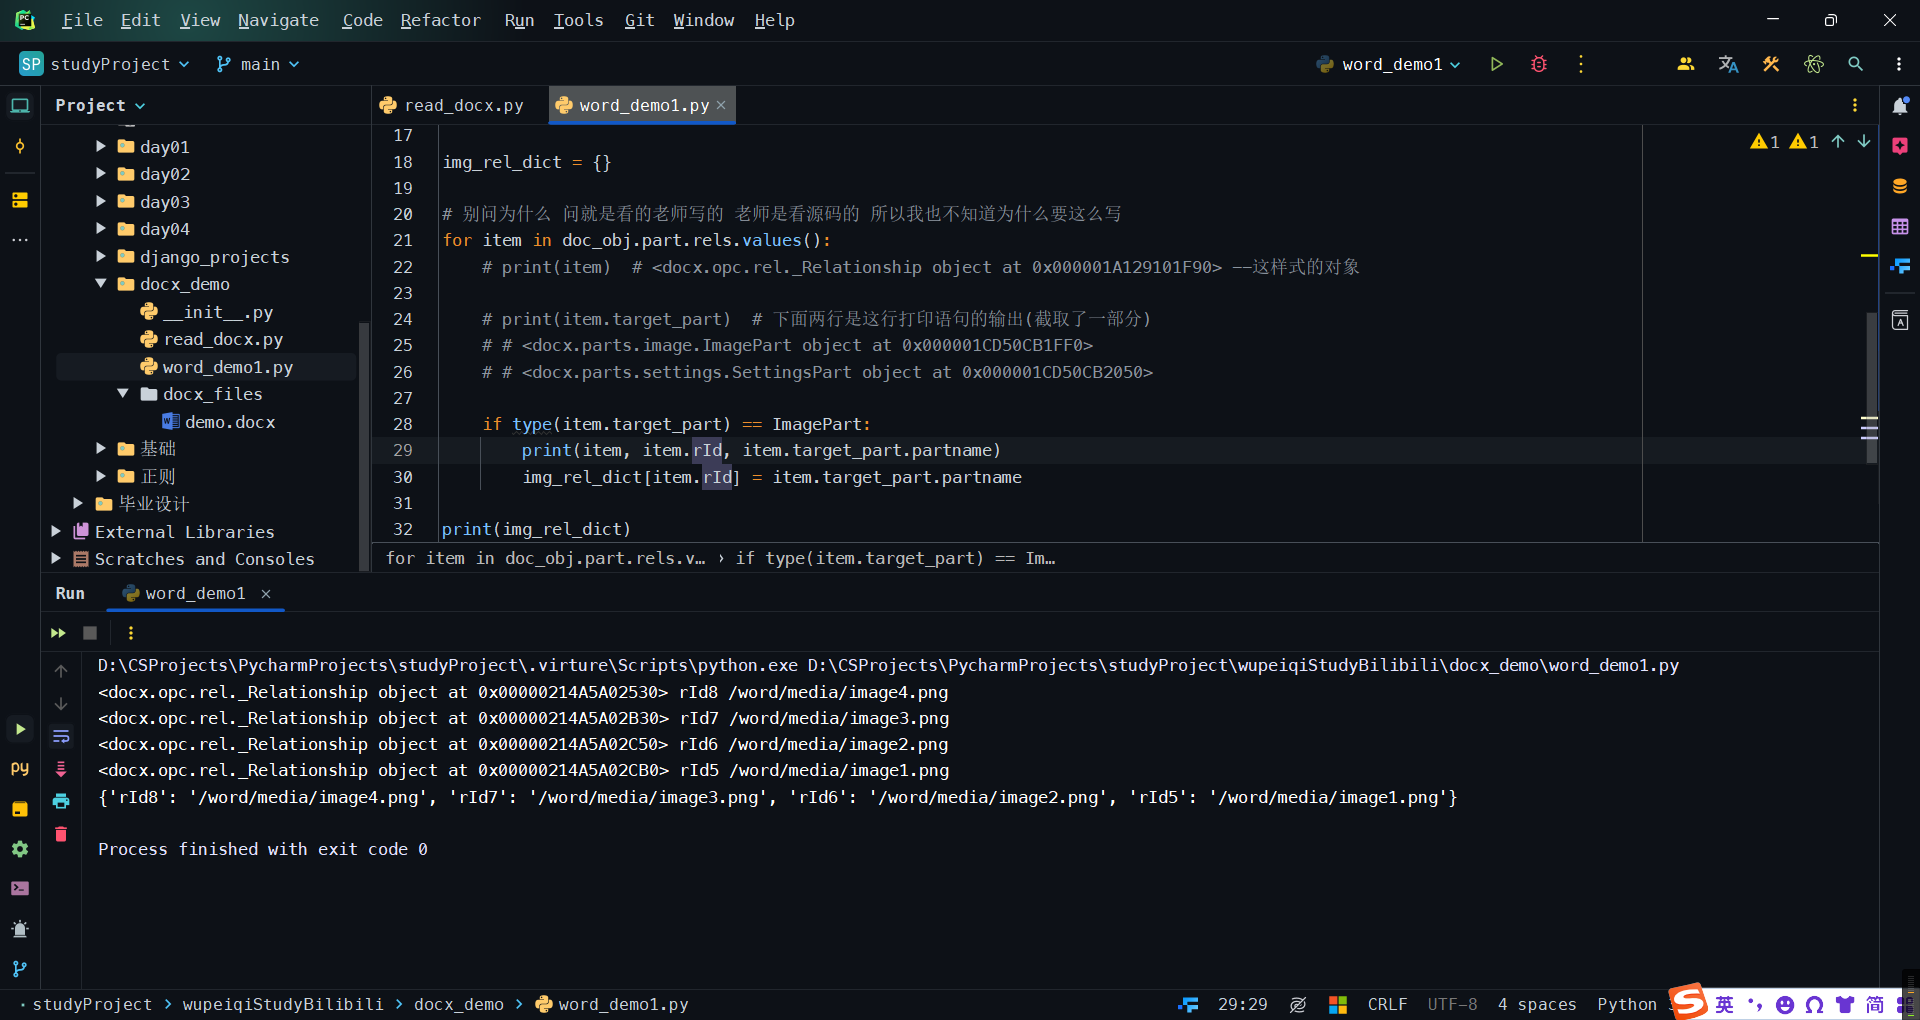 File Edit View Navigate Code Refactor Run Tools Git Window Help
SP studyProject main word_demo1
Project
read_docx.py word_demo1.py
day01
day02
day03
day04
django_projects
docx_demo
__init__.py
read_docx.py
word_demo1.py
docx_files
demo.docx
基础
正则
毕业设计
External Libraries
Scratches and Consoles
1 1
17
18 img_rel_dict = {}
19
20 # 别问为什么 问就是看的老师写的 老师是看源码的 所以我也不知道为什么要这么写
21 for item in doc_obj.part.rels.values():
22 # print(item)  # <docx.opc.rel._Relationship object at 0x000001A129101F90> --这样式的对象
23
24 # print(item.target_part)  # 下面两行是这行打印语句的输出(截取了一部分)
25 # # <docx.parts.image.ImagePart object at 0x000001CD50CB1FF0>
26 # # <docx.parts.settings.SettingsPart object at 0x000001CD50CB2050>
27
28 if type(item.target_part) == ImagePart:
29 print(item, item.rId, item.target_part.partname)
30 img_rel_dict[item.rId] = item.target_part.partname
31
32 print(img_rel_dict)
for item in doc_obj.part.rels.v… › if type(item.target_part) == Im…
Run word_demo1
D:\CSProjects\PycharmProjects\studyProject\.virture\Scripts\python.exe D:\CSProjects\PycharmProjects\studyProject\wupeiqiStudyBilibili\docx_demo\word_demo1.py
<docx.opc.rel._Relationship object at 0x00000214A5A02530> rId8 /word/media/image4.png
<docx.opc.rel._Relationship object at 0x00000214A5A02B30> rId7 /word/media/image3.png
<docx.opc.rel._Relationship object at 0x00000214A5A02C50> rId6 /word/media/image2.png
<docx.opc.rel._Relationship object at 0x00000214A5A02CB0> rId5 /word/media/image1.png
{'rId8': '/word/media/image4.png', 'rId7': '/word/media/image3.png', 'rId6': '/word/media/image2.png', 'rId5': '/word/media/image1.png'}
Process finished with exit code 0
studyProject › wupeiqiStudyBilibili › docx_demo › word_demo1.py
29:29 CRLF UTF-8 4 spaces Python
英 简